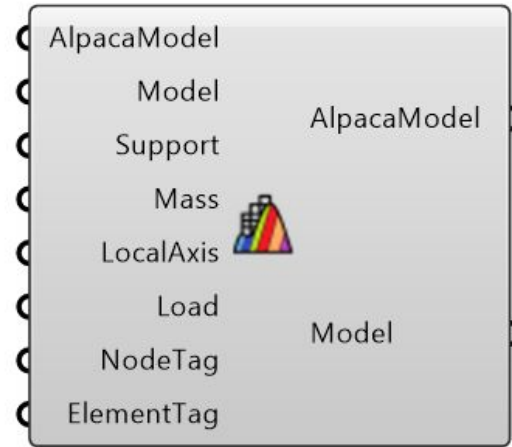 AlpacaModel
Model
Support
Mass
LocalAxis
Load
NodeTag
ElementTag
AlpacaModel
Model